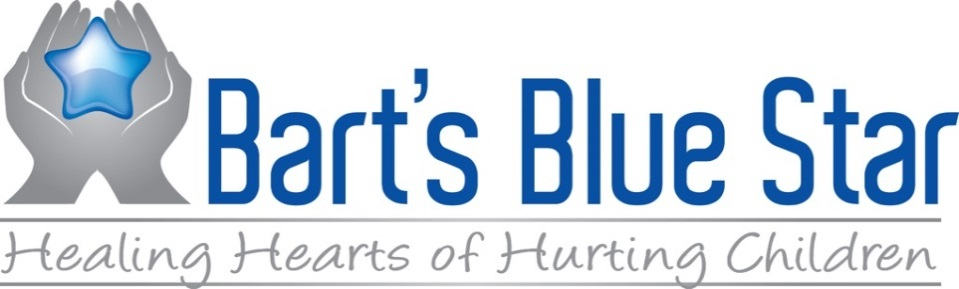 Bart's Blue Star
Healing Hearts of Hurting Children